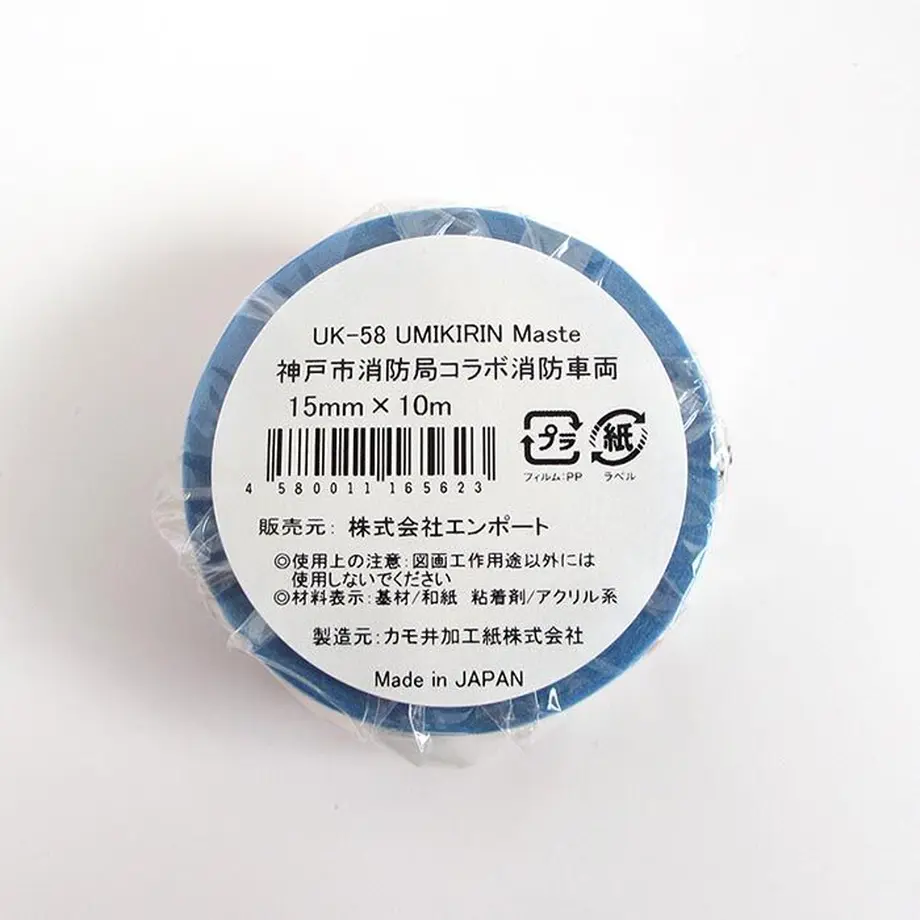 UK-58 UMIKIRIN Maste
神戸市消防局コラボ消防車両
15mm×10m
プラ
紙
フィルム:PP
ラベル
4 580011 165623
販売元: 株式会社エンポート
◎使用上の注意:図画工作用途以外には
使用しないでください
◎材料表示:基材/和紙 粘着剤/アクリル系
製造元:カモ井加工紙株式会社
Made in JAPAN